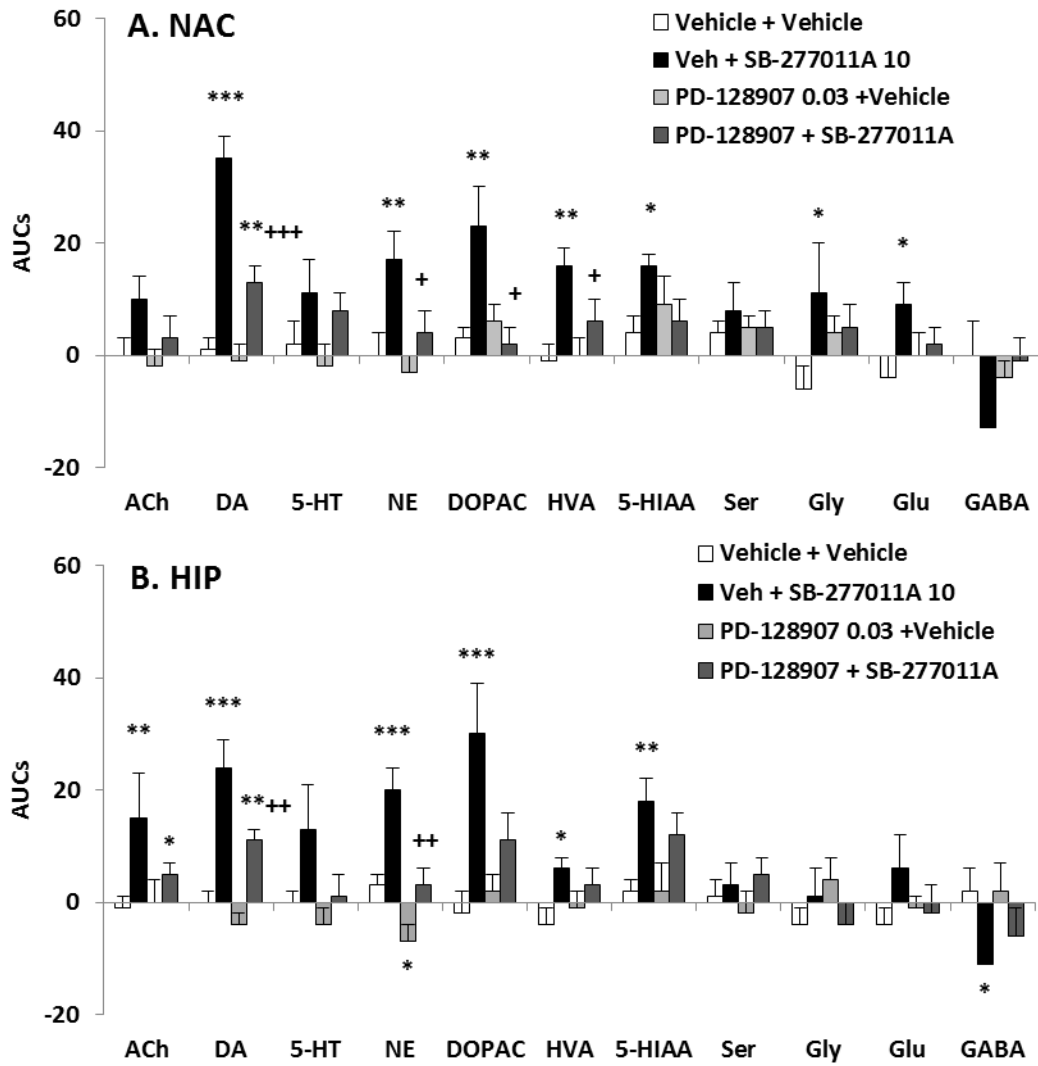 A. NAC
Vehicle + Vehicle
Veh + SB-277011A 10
PD-128907 0.03 +Vehicle
PD-128907 + SB-277011A
AUCs
60
40
20
0
-20
***
**+++
**
+
**
+
**
+
*
*
*
ACh DA 5-HT NE DOPAC HVA 5-HIAA Ser Gly Glu GABA
B. HIP
Vehicle + Vehicle
Veh + SB-277011A 10
PD-128907 0.03 +Vehicle
PD-128907 + SB-277011A
AUCs
60
40
20
0
-20
**
*
***
**++
***
++
*
***
*
**
*
ACh DA 5-HT NE DOPAC HVA 5-HIAA Ser Gly Glu GABA